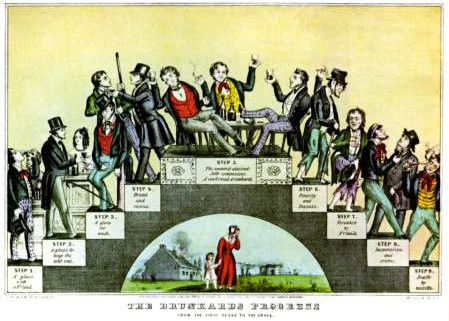 STEP 1.
A glass
with
a Friend.
STEP 2.
A glass to
keep the
cold out.
STEP 3.
A glass
too
much.
STEP 4.
Drunk
and
riotous.
STEP 5.
The summit attained
Jolly companions
A confirmed drunkard.
STEP 6.
Poverty
and
Disease.
STEP 7.
Forsaken
by
Friends.
STEP 8.
Desperation
and
crime.
STEP 9.
Death
by
suicide.
THE DRUNKARDS PROGRESS
FROM THE FIRST GLASS TO THE GRAVE.